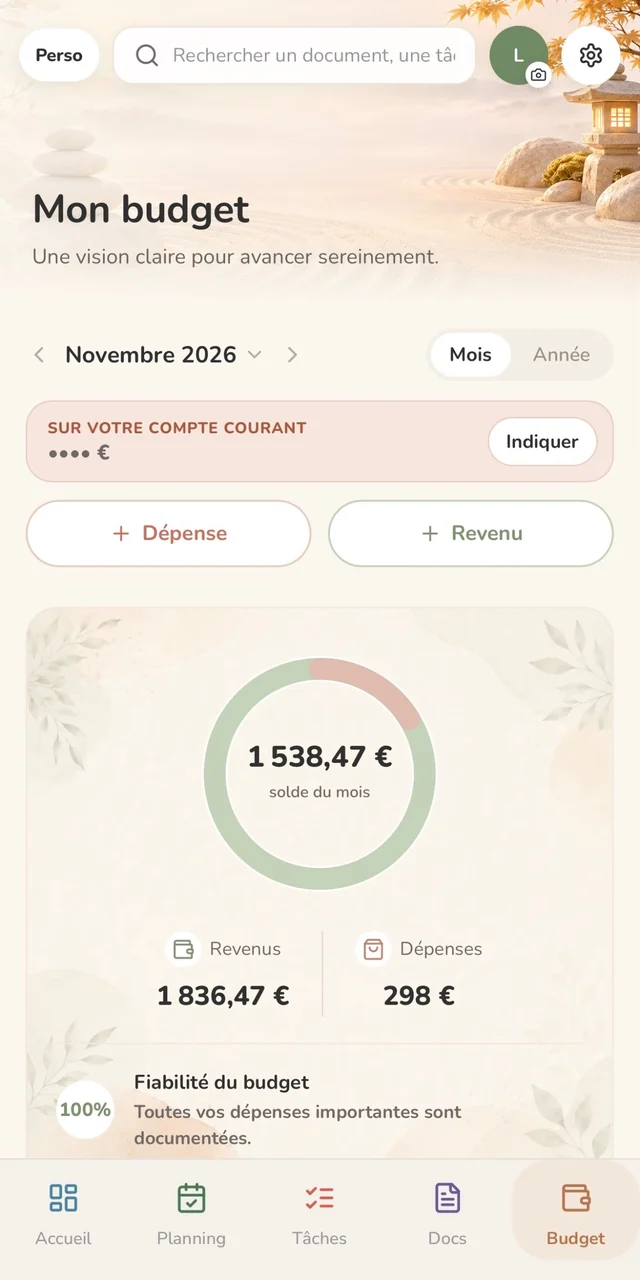 Perso
Rechercher un document, une tâc
L
Mon budget
Une vision claire pour avancer sereinement.
Novembre 2026
Mois
Année
SUR VOTRE COMPTE COURANT
•••• €
Indiquer
+ Dépense
+ Revenu
1 538,47 €
solde du mois
Revenus
Dépenses
1 836,47 €
298 €
Fiabilité du budget
100%
Toutes vos dépenses importantes sont
documentées.
Accueil
Planning
Tâches
Docs
Budget